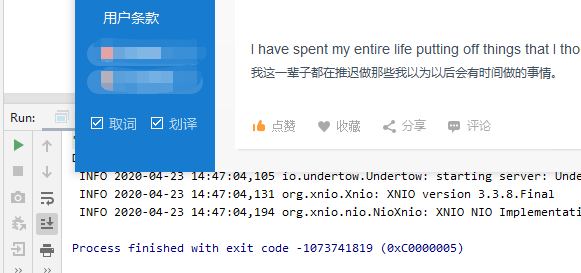 用户条款
I have spent my entire life putting off things that I tho
我这一辈子都在推迟做那些我以为以后会有时间做的事情。
取词 划译
点赞 收藏 分享 评论
Run:
INFO 2020-04-23 14:47:04,105 io.undertow.Undertow: starting server: Unde
INFO 2020-04-23 14:47:04,131 org.xnio.Xnio: XNIO version 3.3.8.Final
INFO 2020-04-23 14:47:04,194 org.xnio.nio.NioXnio: XNIO NIO Implementati
Process finished with exit code -1073741819 (0xC0000005)